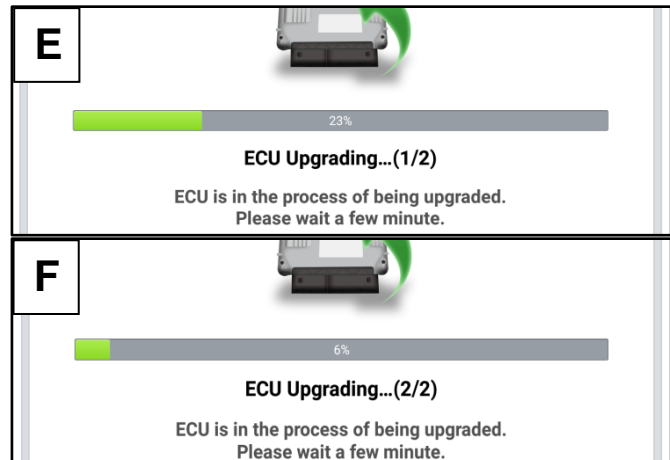 E
23%
ECU Upgrading...(1/2)
ECU is in the process of being upgraded.
Please wait a few minute.
F
6%
ECU Upgrading...(2/2)
ECU is in the process of being upgraded.
Please wait a few minute.